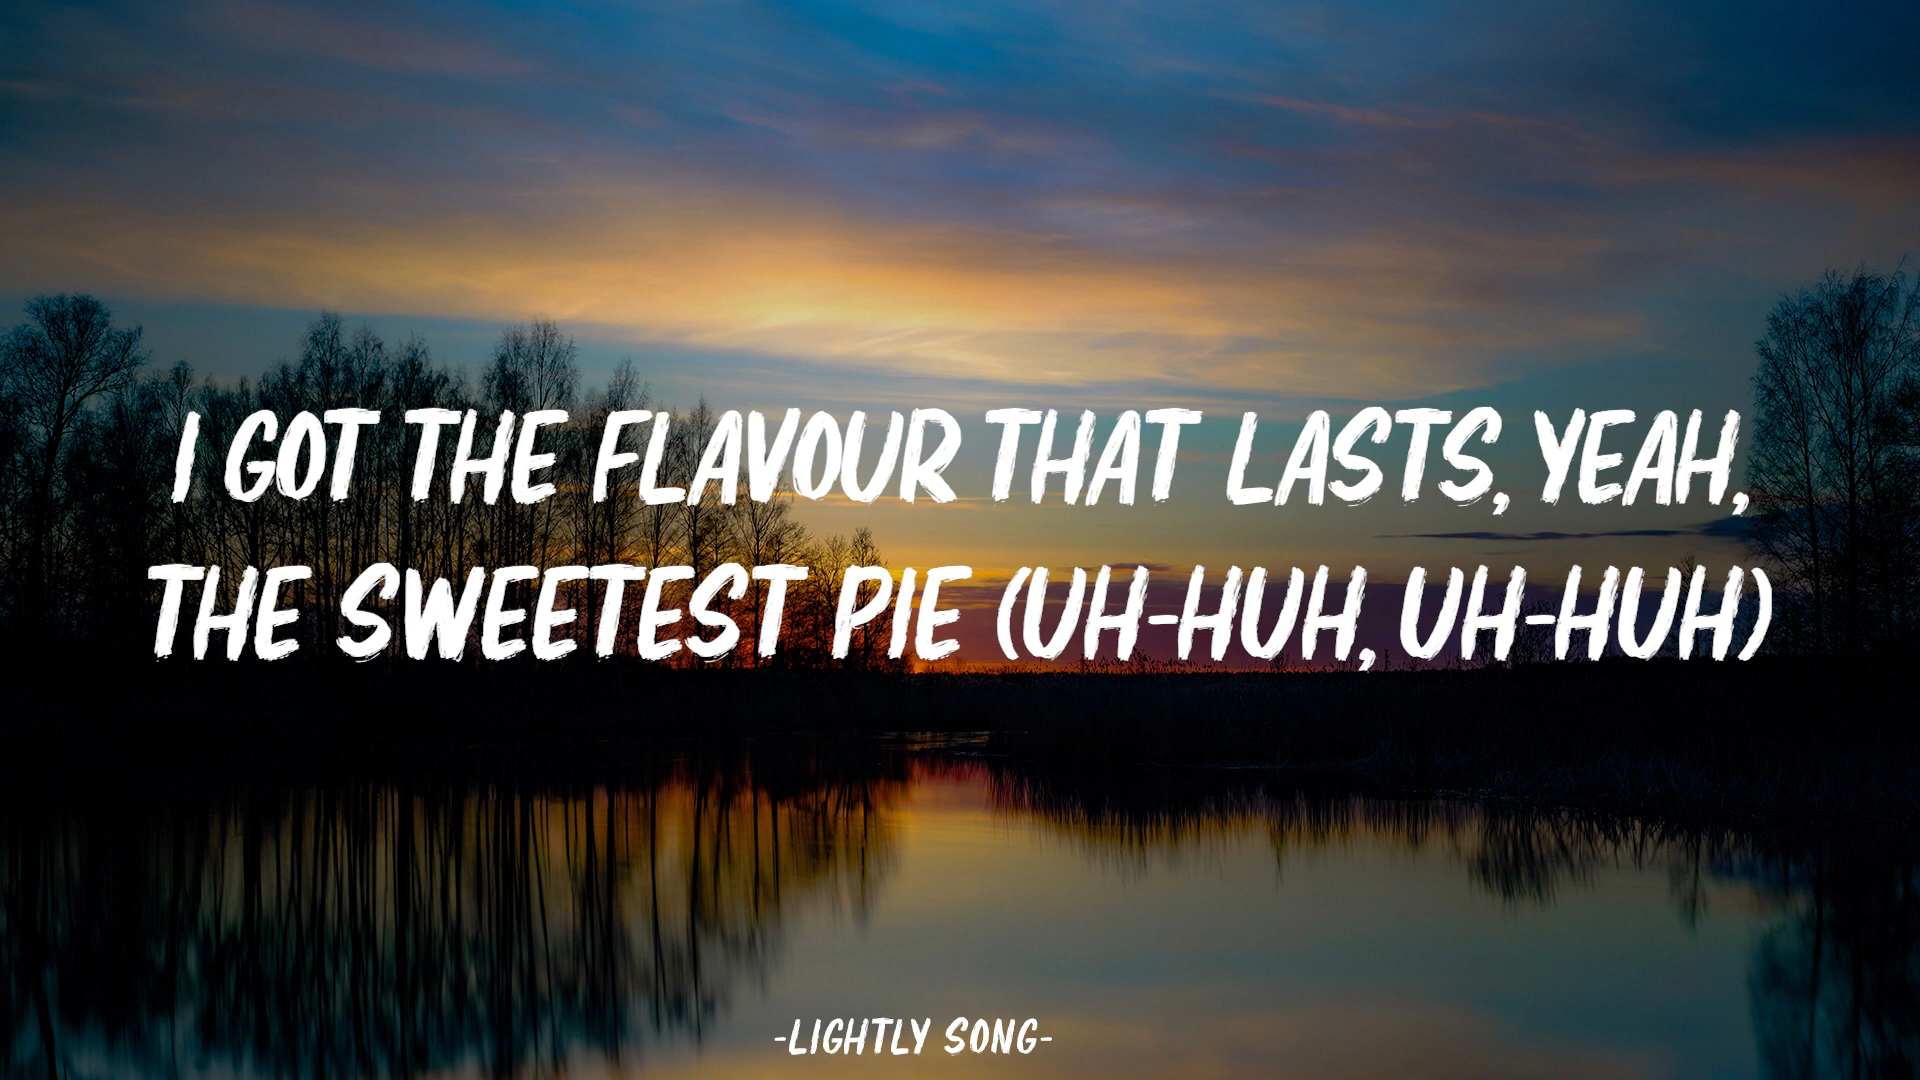 I GOT THE FLAVOUR THAT LASTS, YEAH,
THE SWEETEST PIE (UH-HUH, UH-HUH)
-LIGHTLY SONG-